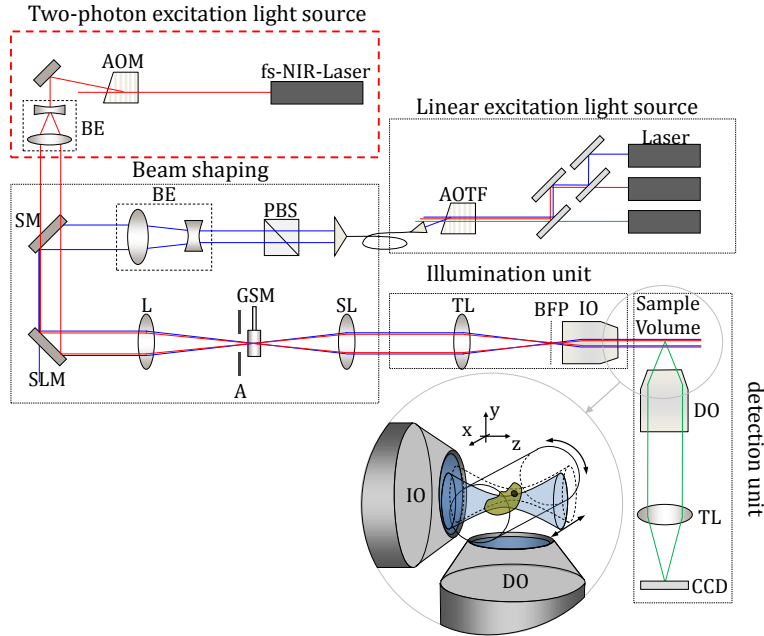 Two-photon excitation light source
AOM
fs-NIR-Laser
BE
Linear excitation light source
Laser
AOTF
Beam shaping
BE
PBS
SM
SLM
L
GSM
A
SL
Illumination unit
TL
BFP
IO
Sample
Volume
DO
TL
CCD
detection unit
y
x
z
IO
DO